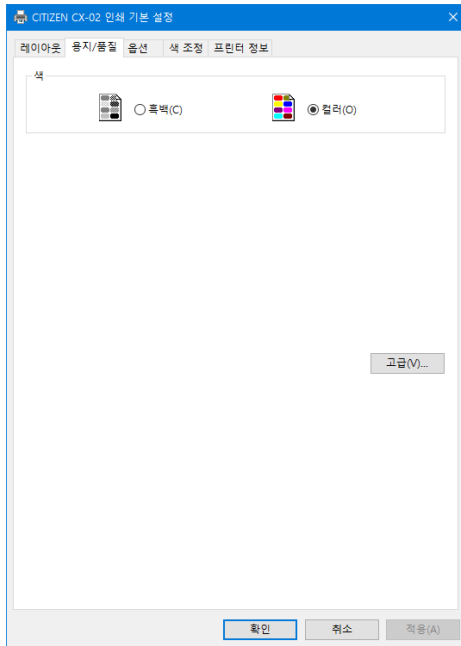 CITIZEN CX-02 인쇄 기본 설정
레이아웃 용지/품질 옵션 색 조정 프린터 정보
색
흑백(C) 컬러(O)
고급(V)...
확인 취소 적용(A)